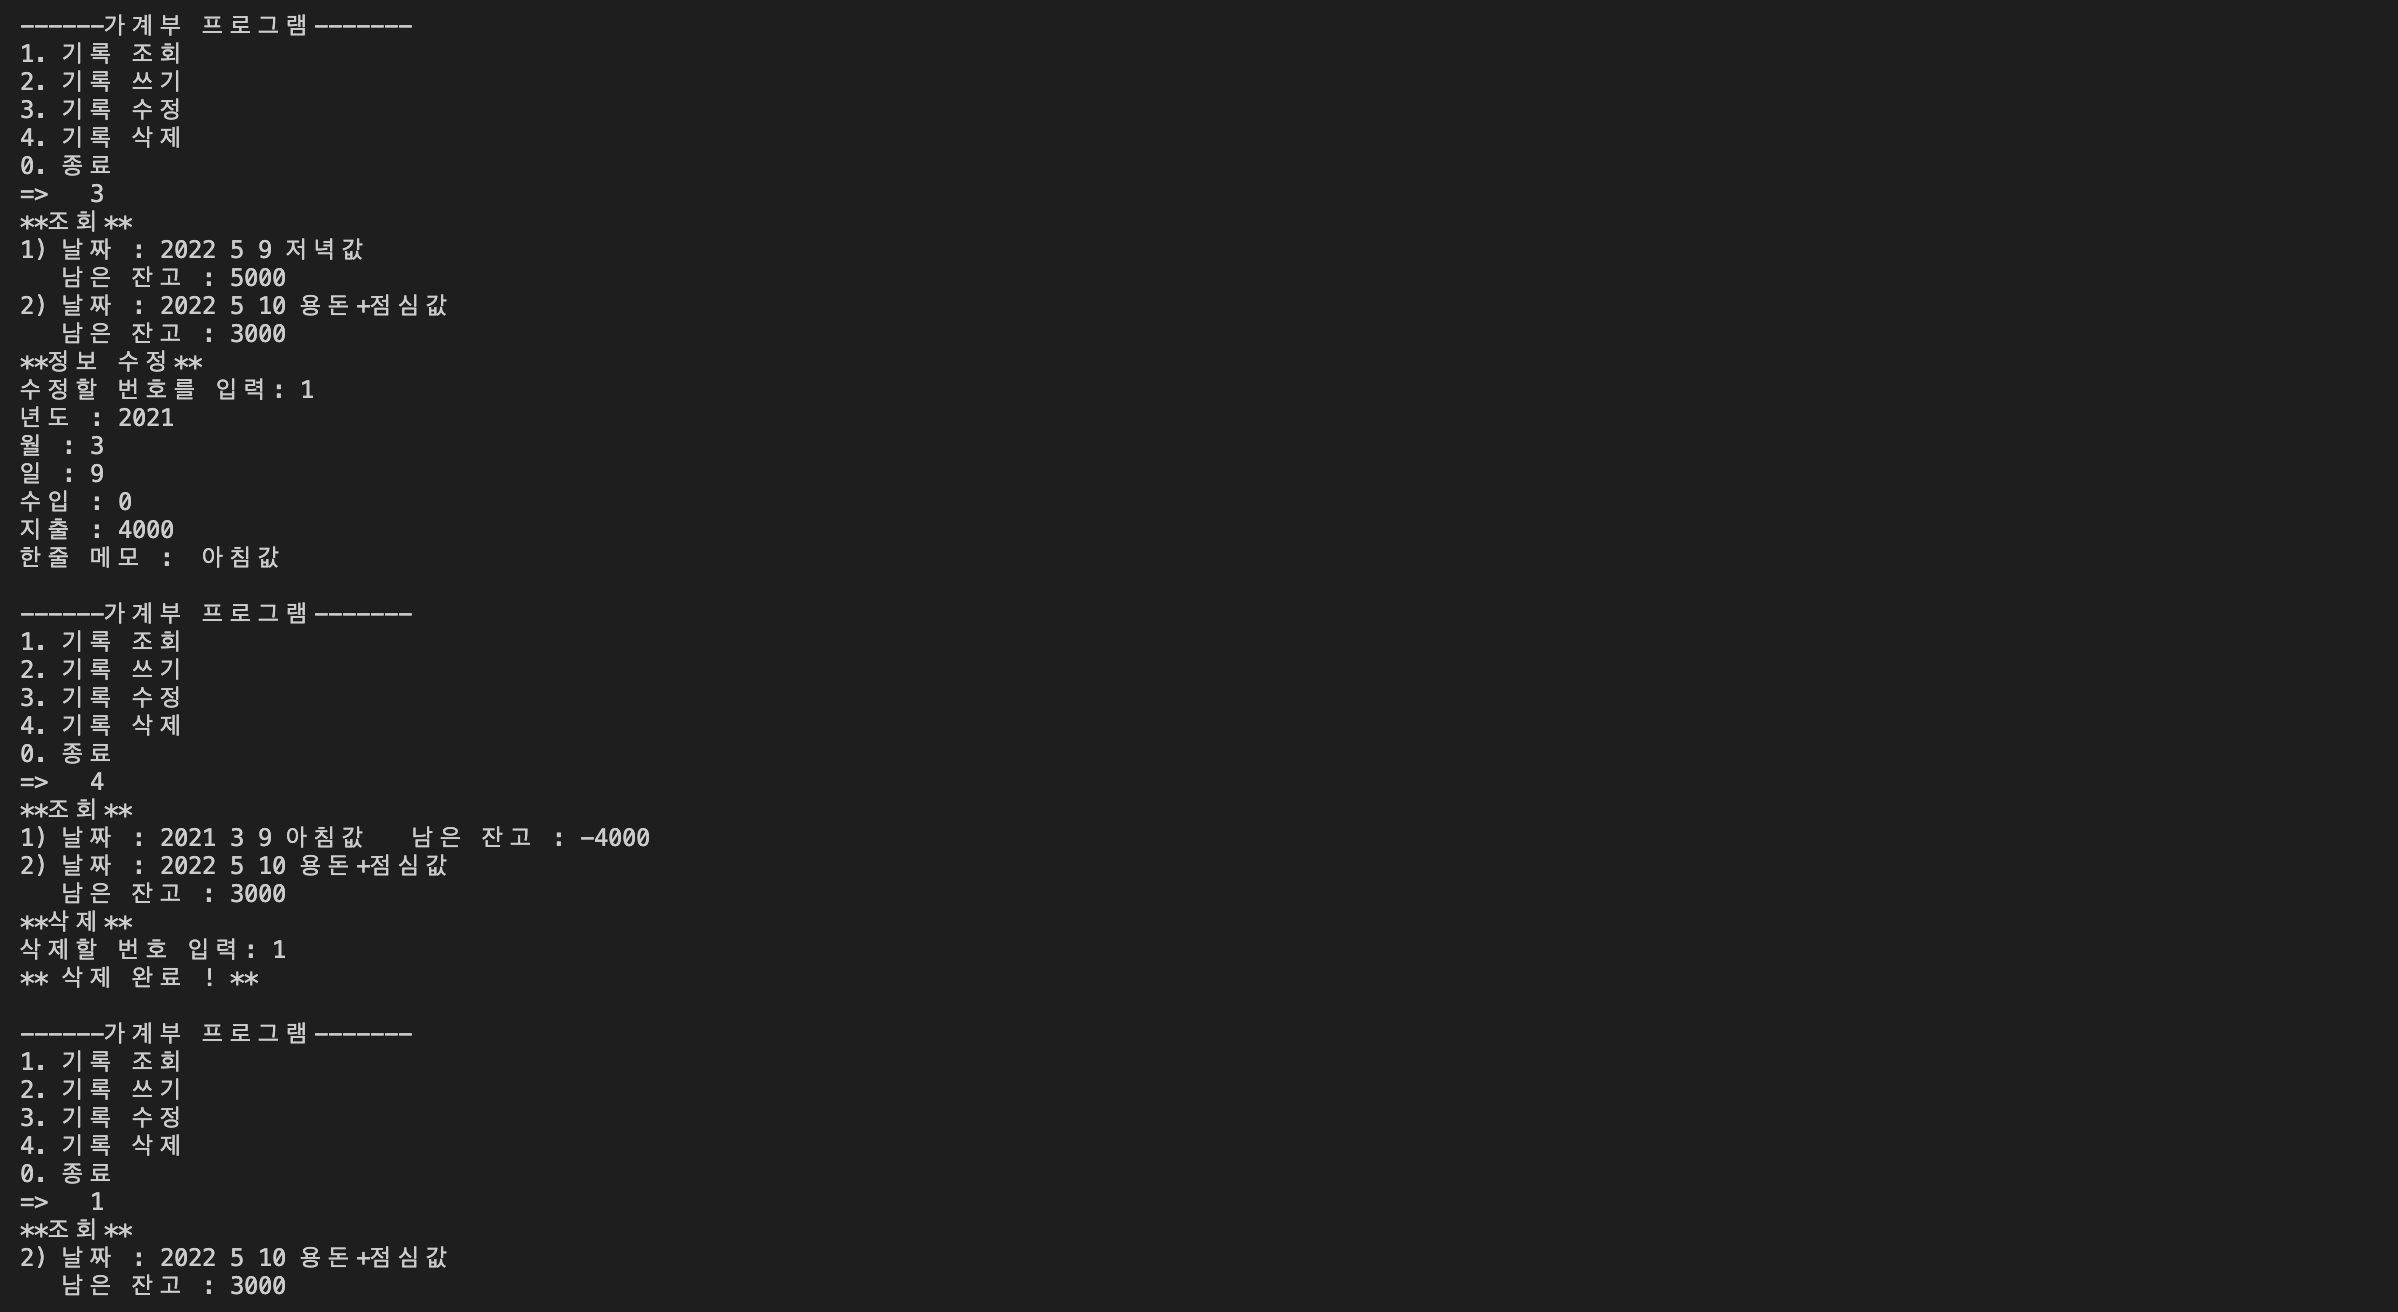 ------가계부 프로그램-------
1. 기록 조회
2. 기록 쓰기
3. 기록 수정
4. 기록 삭제
0. 종료
=>   3
**조회**
1) 날짜 : 2022 5 9 저녁값
   남은 잔고 : 5000
2) 날짜 : 2022 5 10 용돈+점심값
   남은 잔고 : 3000
**정보 수정**
수정할 번호를 입력: 1
년도 : 2021
월 : 3
일 : 9
수입 : 0
지출 : 4000
한줄 메모 :  아침값

------가계부 프로그램-------
1. 기록 조회
2. 기록 쓰기
3. 기록 수정
4. 기록 삭제
0. 종료
=>   4
**조회**
1) 날짜 : 2021 3 9 아침값   남은 잔고 : -4000
2) 날짜 : 2022 5 10 용돈+점심값
   남은 잔고 : 3000
**삭제**
삭제할 번호 입력: 1
** 삭제 완료 ! **

------가계부 프로그램-------
1. 기록 조회
2. 기록 쓰기
3. 기록 수정
4. 기록 삭제
0. 종료
=>   1
**조회**
2) 날짜 : 2022 5 10 용돈+점심값
   남은 잔고 : 3000